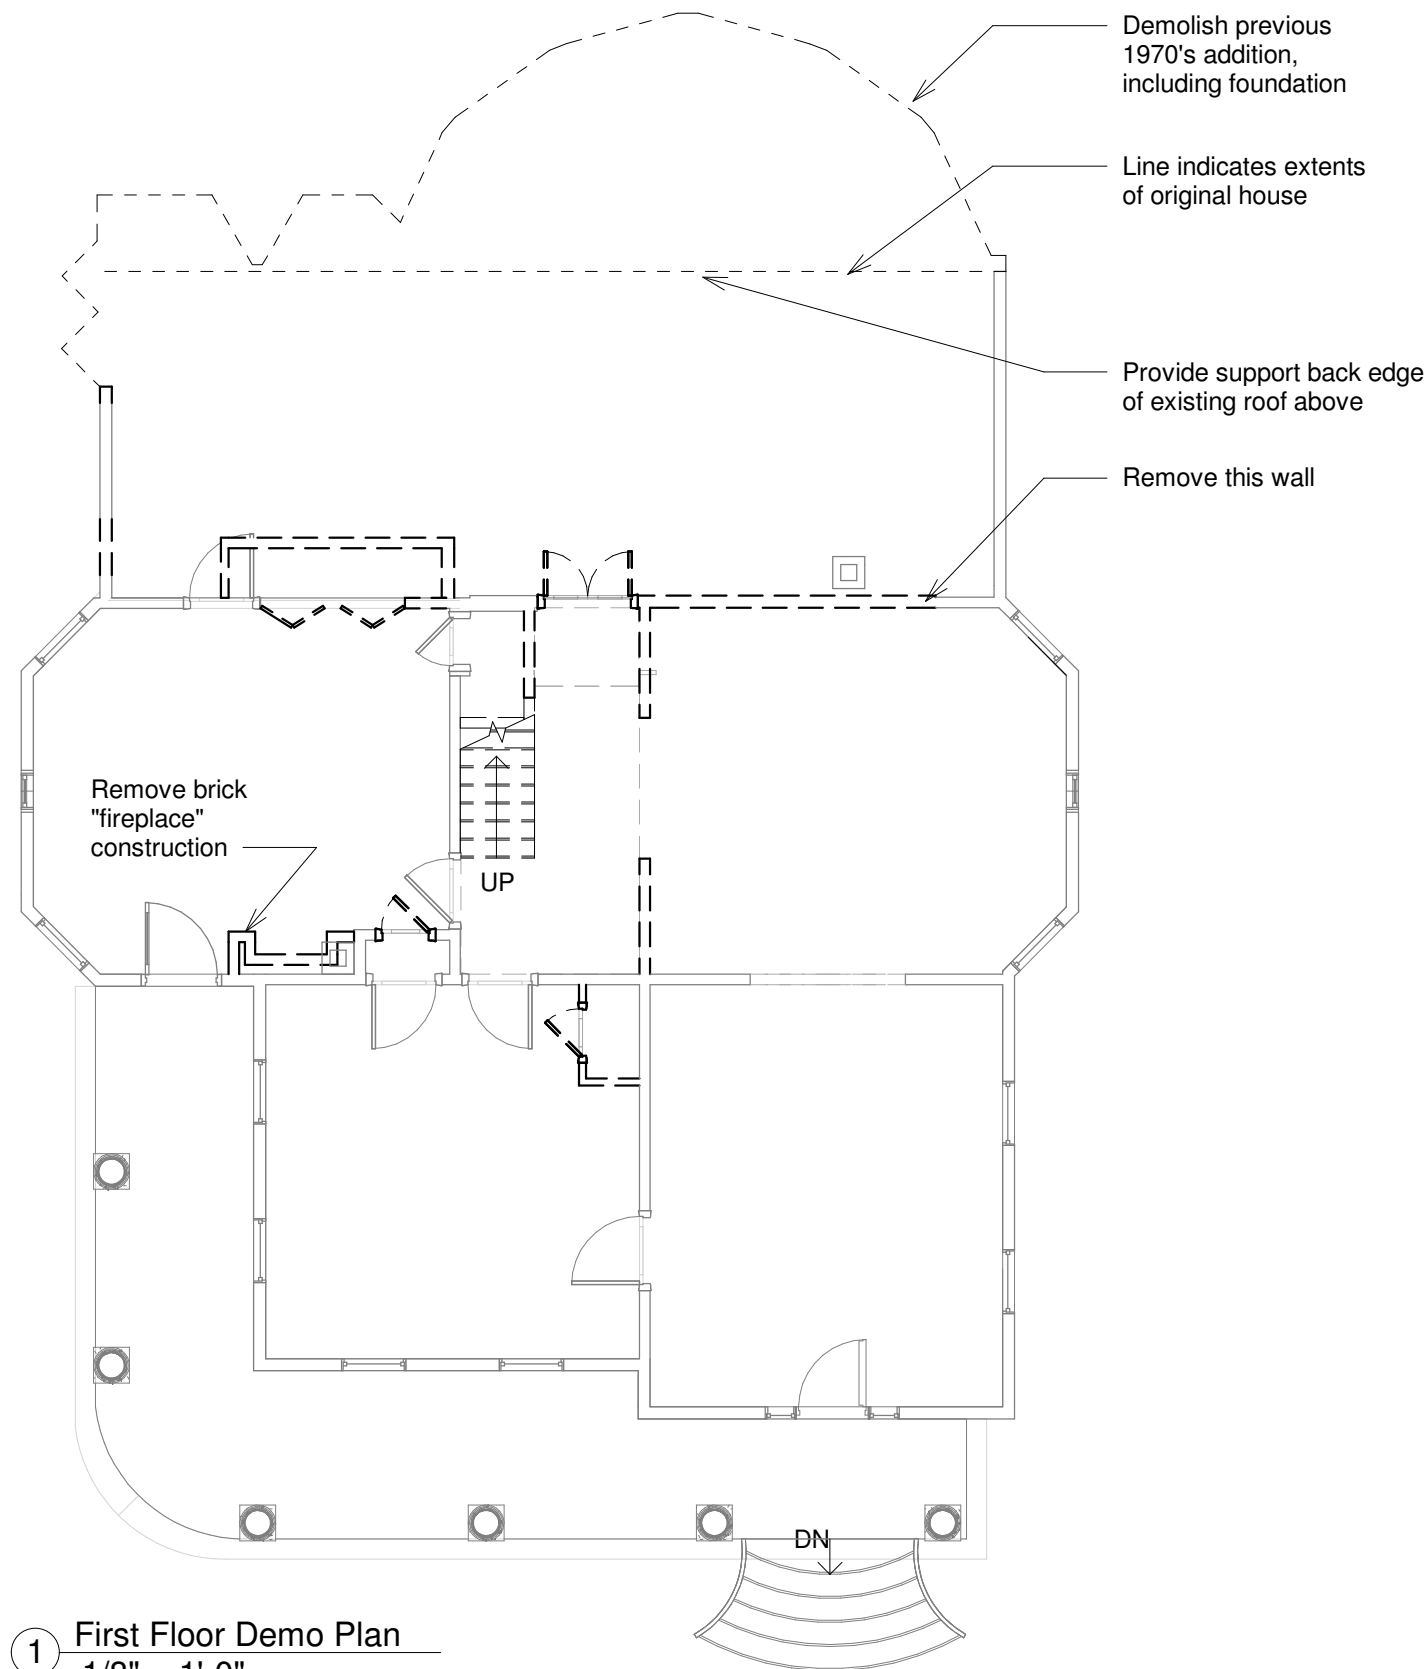 Demolish previous
1970's addition,
including foundation
Line indicates extents
of original house
Provide support back edge
of existing roof above
Remove this wall
Remove brick
"fireplace"
construction
UP
DN
1 First Floor Demo Plan